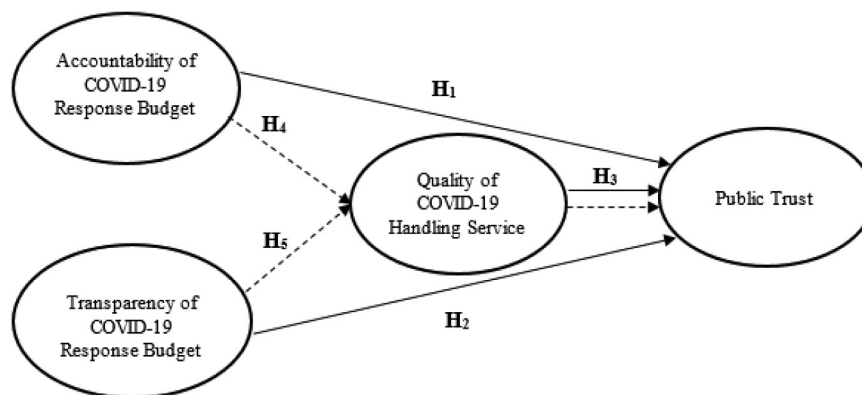 Accountability of
COVID-19
Response Budget
H₁
H₄
Quality of
COVID-19
Handling Service
H₃
Public Trust
H₅
Transparency of
COVID-19
Response Budget
H₂